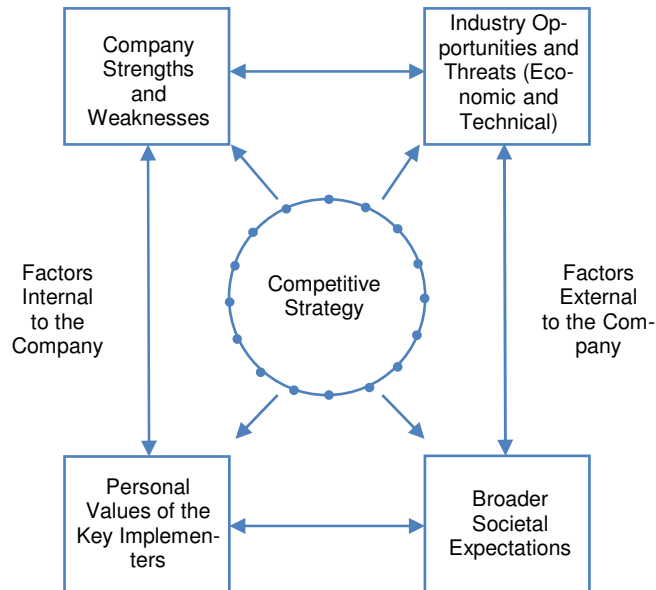 Company
Strengths
and
Weaknesses
Industry Op-
portunities and
Threats (Eco-
nomic and
Technical)
Factors
Internal
to the
Company
Competitive
Strategy
Factors
External
to the Com-
pany
Personal
Values of the
Key Implemen-
ters
Broader
Societal
Expectations